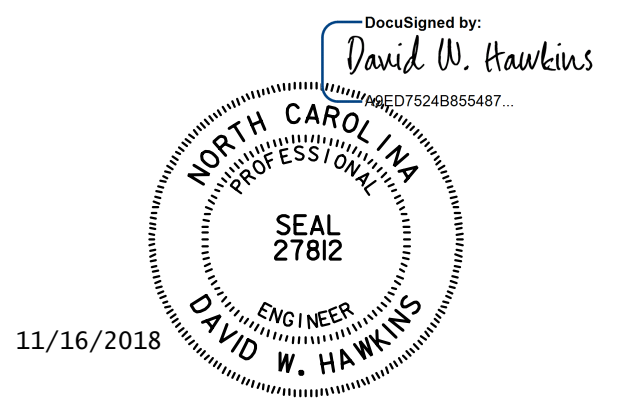 DocuSigned by:
David W. Hawkins
A9ED7524B855487...
NORTH CAROLINA
PROFESSIONAL
SEAL
27812
ENGINEER
DAVID W. HAWKINS
11/16/2018